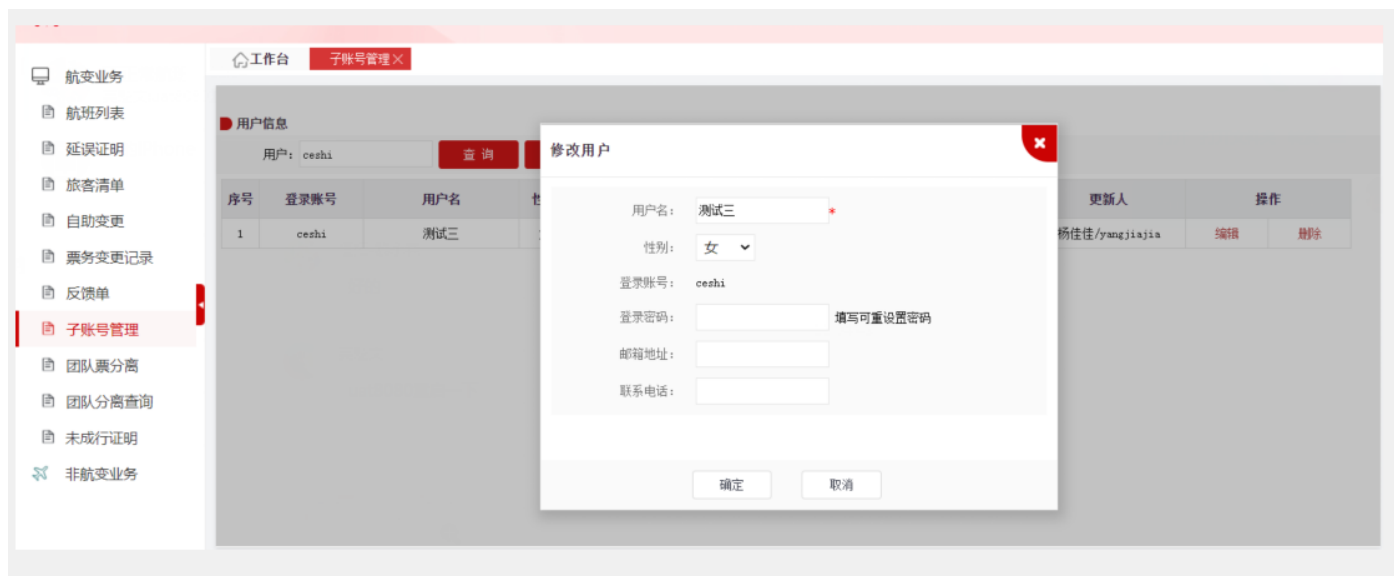 工作台 子账号管理×
航变业务
航班列表
延误证明
旅客清单
自助变更
票务变更记录
反馈单
子账号管理
团队票分离
团队分离查询
未成行证明
非航变业务
用户信息
用户: ceshi 查 询
序号 登录账号 用户名 更新人 操作
1 ceshi 测试三 杨佳佳/yangjiajia 编辑 删除
修改用户
用户名: 测试三 *
性别: 女
登录账号: ceshi
登录密码: 填写可重设置密码
邮箱地址:
联系电话:
确定 取消